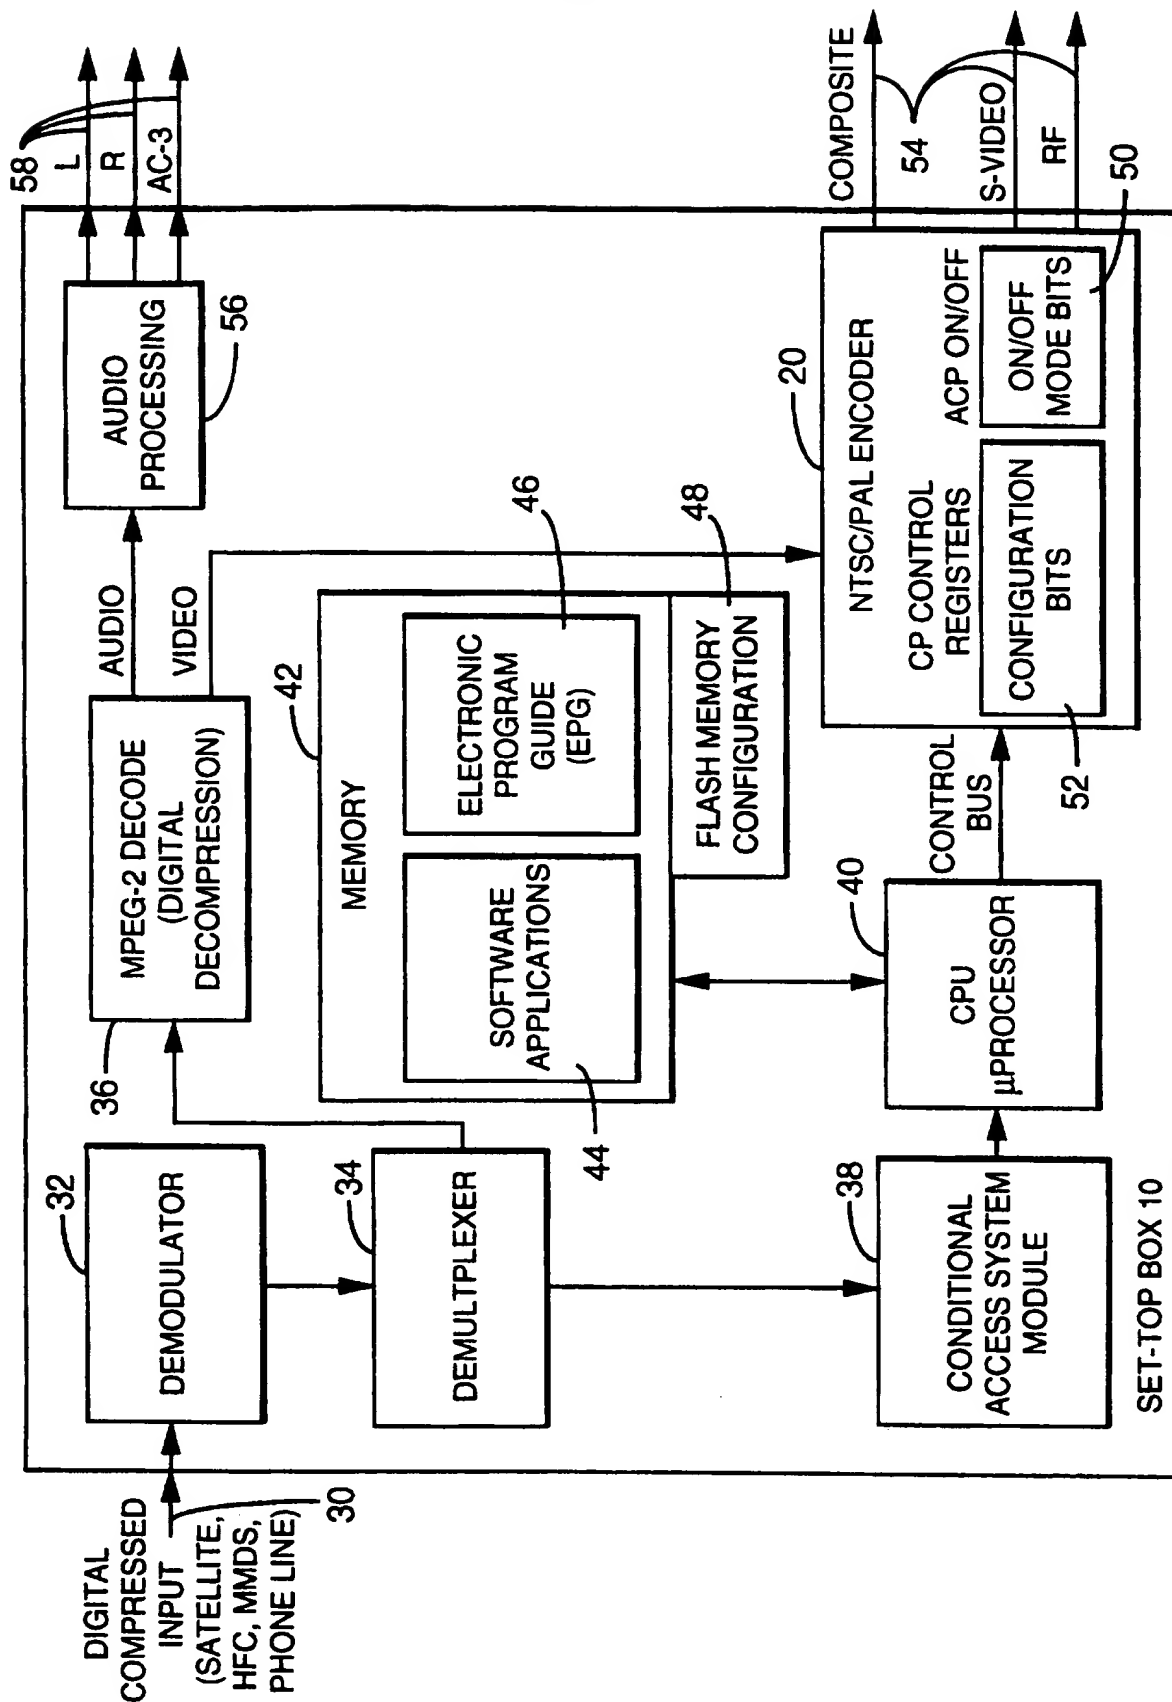 DIGITAL
COMPRESSED
INPUT
(SATELLITE,
HFC, MMDS,
PHONE LINE)
30
32
DEMODULATOR
34
DEMULTPLEXER
38
CONDITIONAL
ACCESS SYSTEM
MODULE
SET-TOP BOX 10
36
MPEG-2 DECODE
(DIGITAL
DECOMPRESSION)
AUDIO
VIDEO
42
MEMORY
SOFTWARE
APPLICATIONS
44
ELECTRONIC
PROGRAM
GUIDE
(EPG)
46
FLASH MEMORY
CONFIGURATION
48
40
CPU
µPROCESSOR
CONTROL
BUS
AUDIO
PROCESSING
56
58
L
R
AC-3
20
NTSC/PAL ENCODER
CP CONTROL
REGISTERS
ACP ON/OFF
CONFIGURATION
BITS
52
ON/OFF
MODE BITS
50
COMPOSITE
54
S-VIDEO
RF